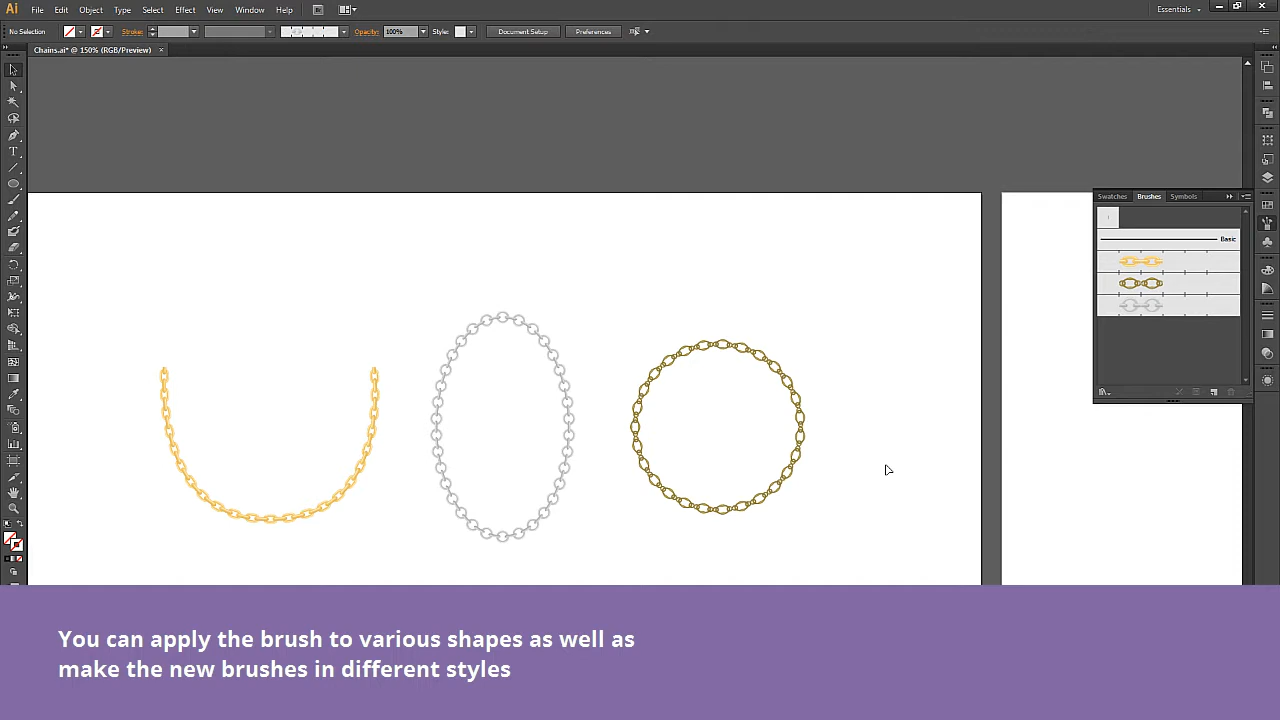 Ai File Edit Object Type Select Effect View Window Help Essentials
No Selection Stroke: Opacity: 100% Style: Document Setup Preferences
Chains.ai* @ 150% (RGB/Preview)
Swatches Brushes Symbols
Basic
You can apply the brush to various shapes as well as
make the new brushes in different styles